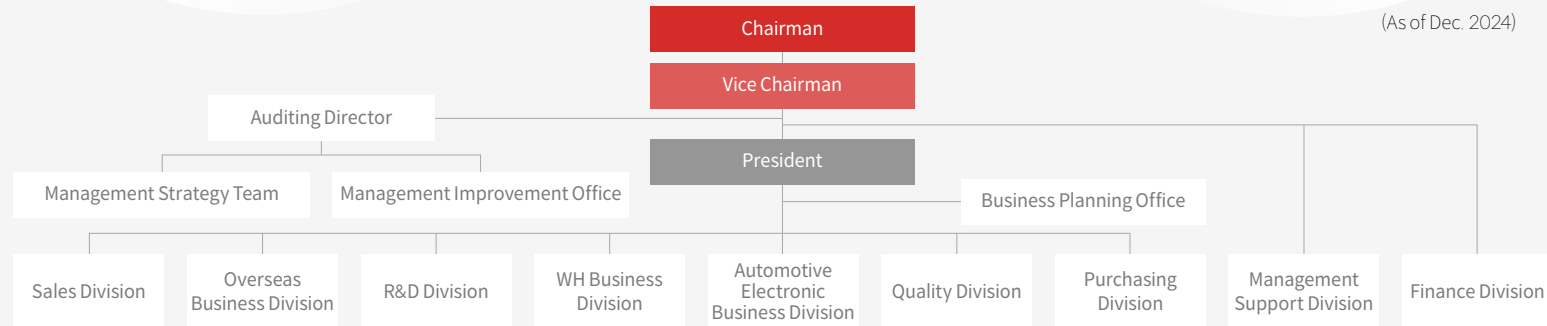 Chairman
(As of Dec. 2024)
Vice Chairman
Auditing Director
President
Management Strategy Team
Management Improvement Office
Business Planning Office
Sales Division
Overseas
Business Division
R&D Division
WH Business
Division
Automotive
Electronic
Business Division
Quality Division
Purchasing
Division
Management
Support Division
Finance Division